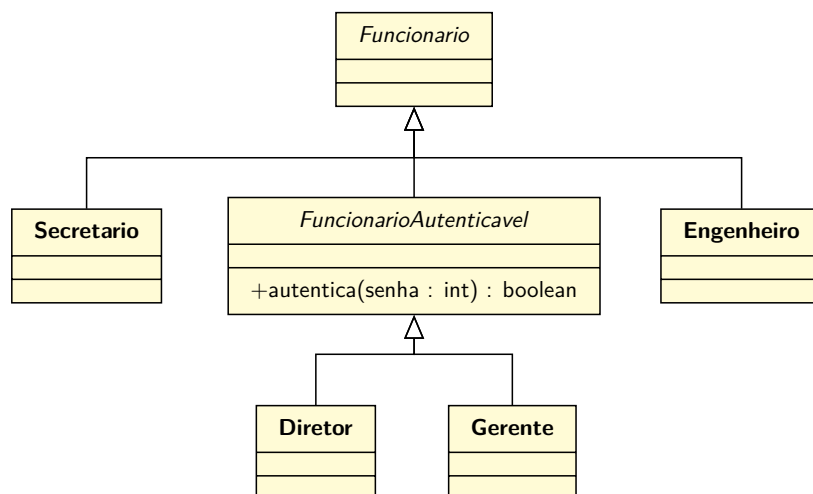 Funcionario
Secretario
FuncionarioAutenticavel
Engenheiro
+autentica(senha : int) : boolean
Diretor
Gerente